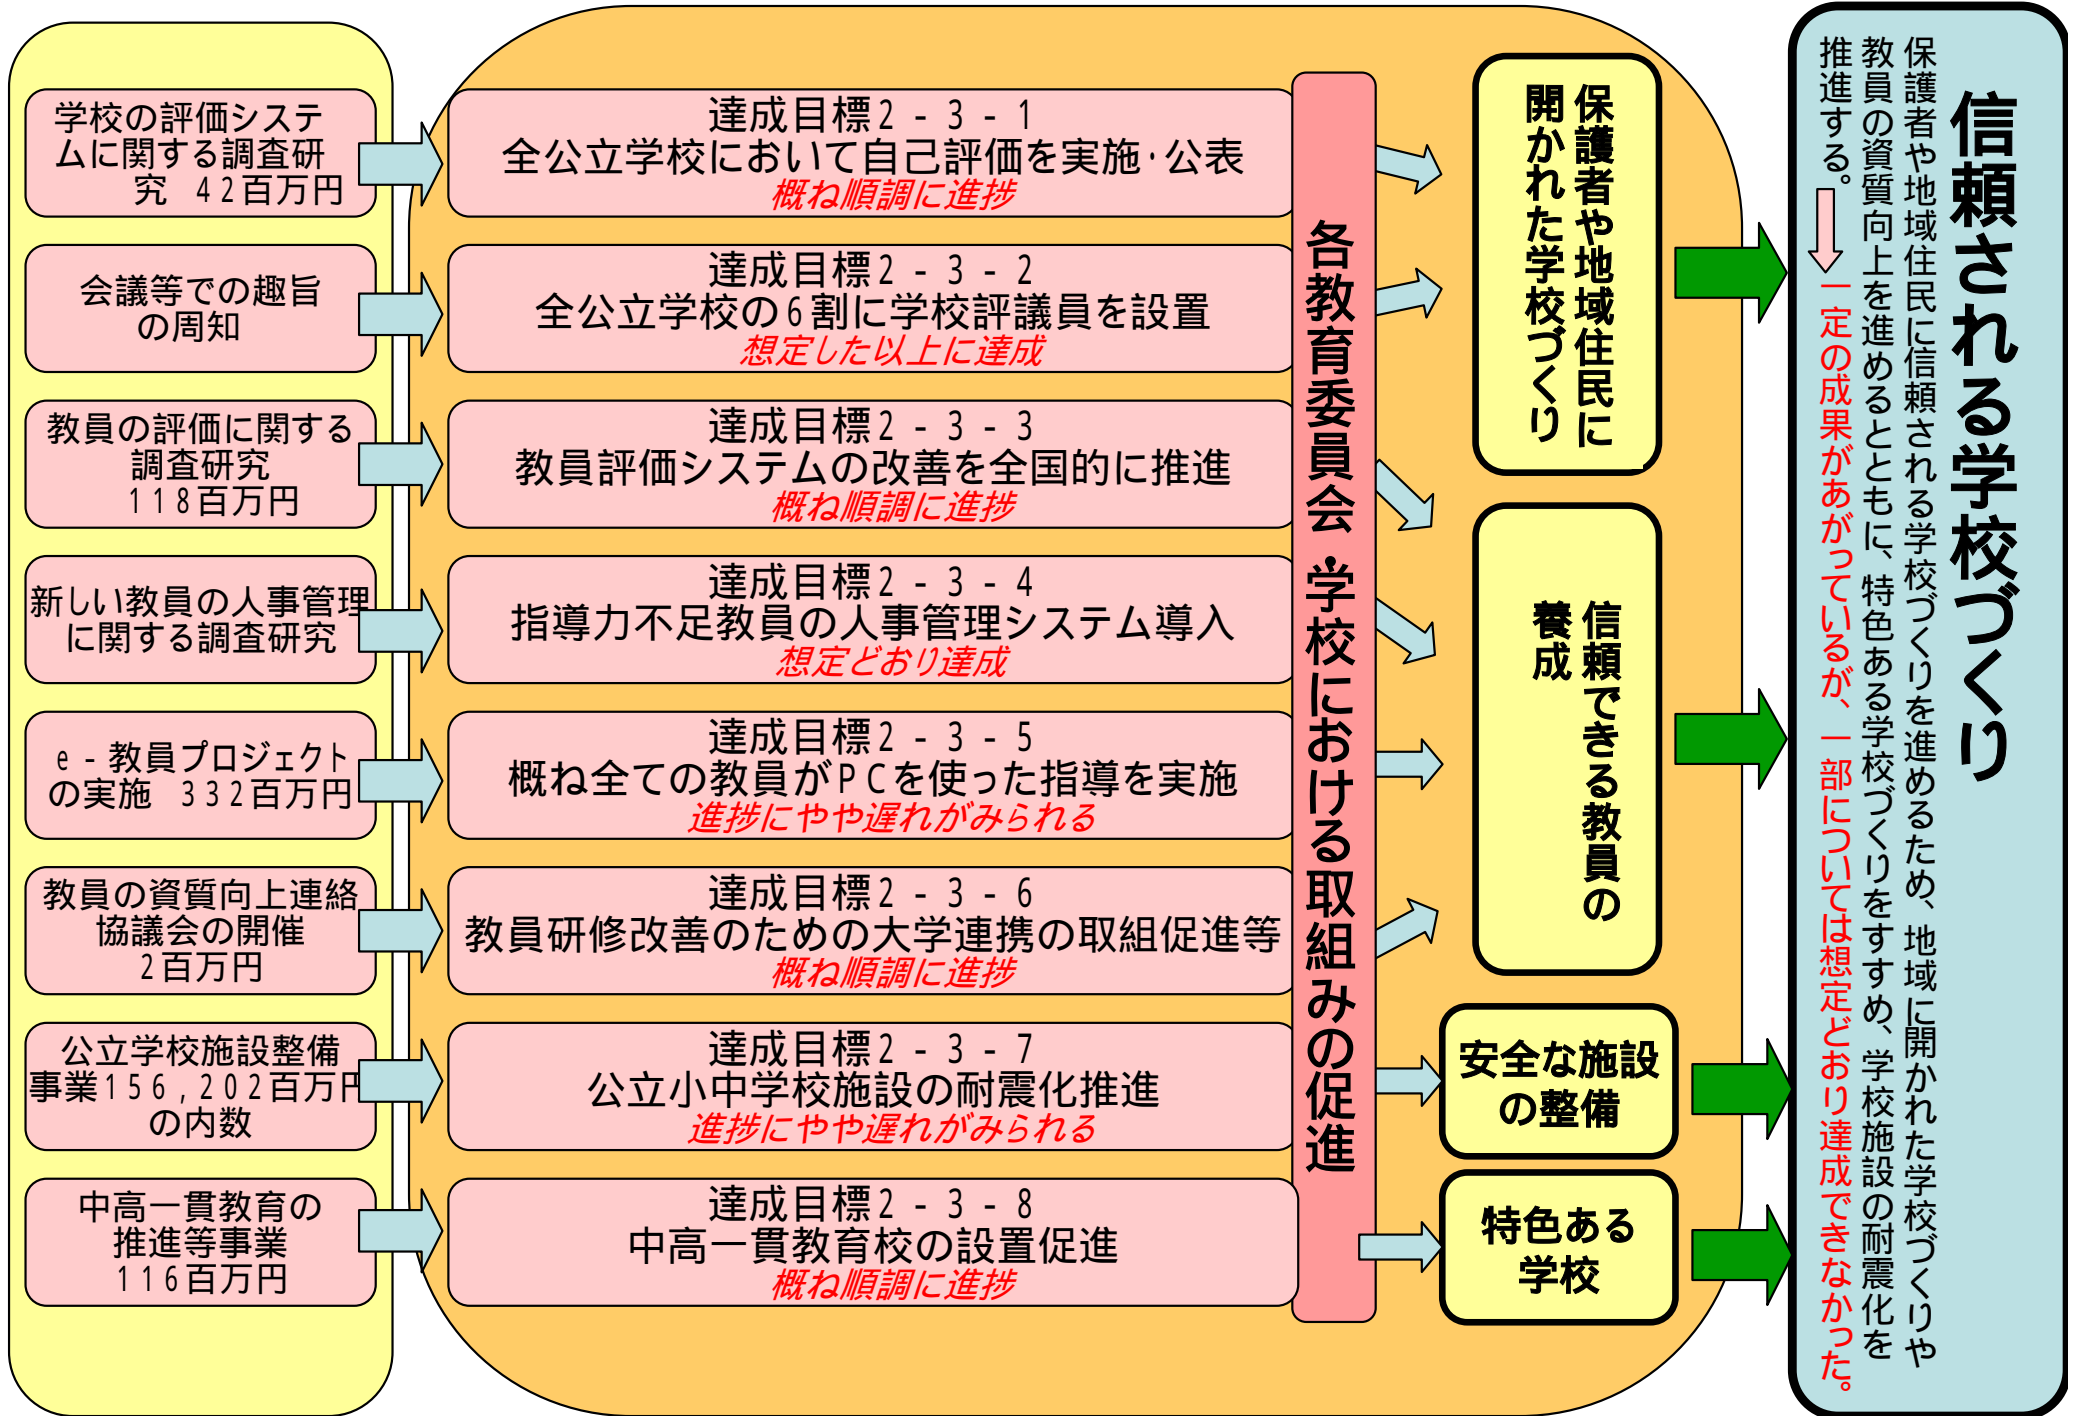 学校の評価システ
ムに関する調査研
究 42百万円
会議等での趣旨
の周知
教員の評価に関する
調査研究
118百万円
新しい教員の人事管理
に関する調査研究
e-教員プロジェクト
の実施 332百万円
教員の資質向上連絡
協議会の開催
2百万円
公立学校施設整備
事業156,202百万円
の内数
中高一貫教育の
推進等事業
116百万円
達成目標2-3-1
全公立学校において自己評価を実施・公表
概ね順調に進捗
達成目標2-3-2
全公立学校の6割に学校評議員を設置
想定した以上に達成
達成目標2-3-3
教員評価システムの改善を全国的に推進
概ね順調に進捗
達成目標2-3-4
指導力不足教員の人事管理システム導入
想定どおり達成
達成目標2-3-5
概ね全ての教員がPCを使った指導を実施
進捗にやや遅れがみられる
達成目標2-3-6
教員研修改善のための大学連携の取組促進等
概ね順調に進捗
達成目標2-3-7
公立小中学校施設の耐震化推進
進捗にやや遅れがみられる
達成目標2-3-8
中高一貫教育校の設置促進
概ね順調に進捗
各教育委員会・学校における取組みの促進
保護者や地域住民に
開かれた学校づくり
信頼できる教員の
養成
安全な施設
の整備
特色ある
学校
信頼される学校づくり
保護者や地域住民に信頼される学校づくりを進めるため、地域に開かれた学校づくりや
教員の資質向上を進めるとともに、特色ある学校づくりをすすめ、学校施設の耐震化を
推進する。一定の成果があがっているが、一部については想定どおり達成できなかった。